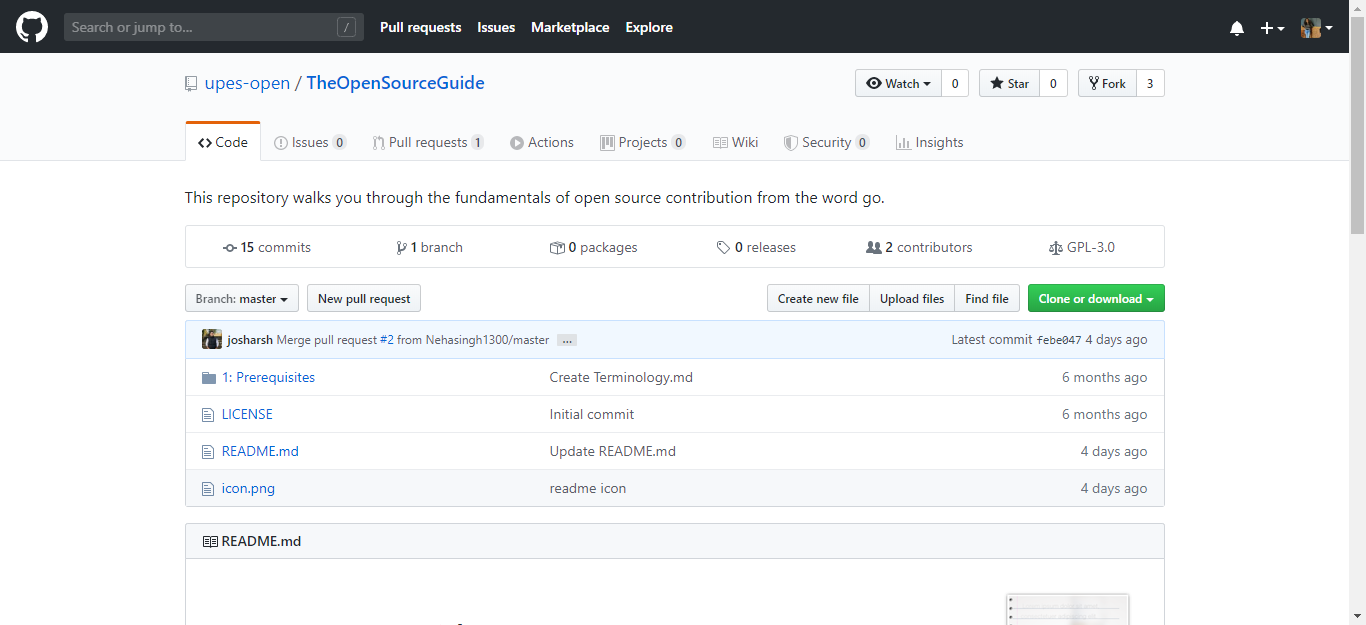 Search or jump to... / Pull requests Issues Marketplace Explore
upes-open / TheOpenSourceGuide Watch 0 Star 0 Fork 3
Code Issues 0 Pull requests 1 Actions Projects 0 Wiki Security 0 Insights
This repository walks you through the fundamentals of open source contribution from the word go.
15 commits 1 branch 0 packages 0 releases 2 contributors GPL-3.0
Branch: master New pull request Create new file Upload files Find file Clone or download
josharsh Merge pull request #2 from Nehasingh1300/master ... Latest commit febe047 4 days ago
1: Prerequisites Create Terminology.md 6 months ago
LICENSE Initial commit 6 months ago
README.md Update README.md 4 days ago
icon.png readme icon 4 days ago
README.md